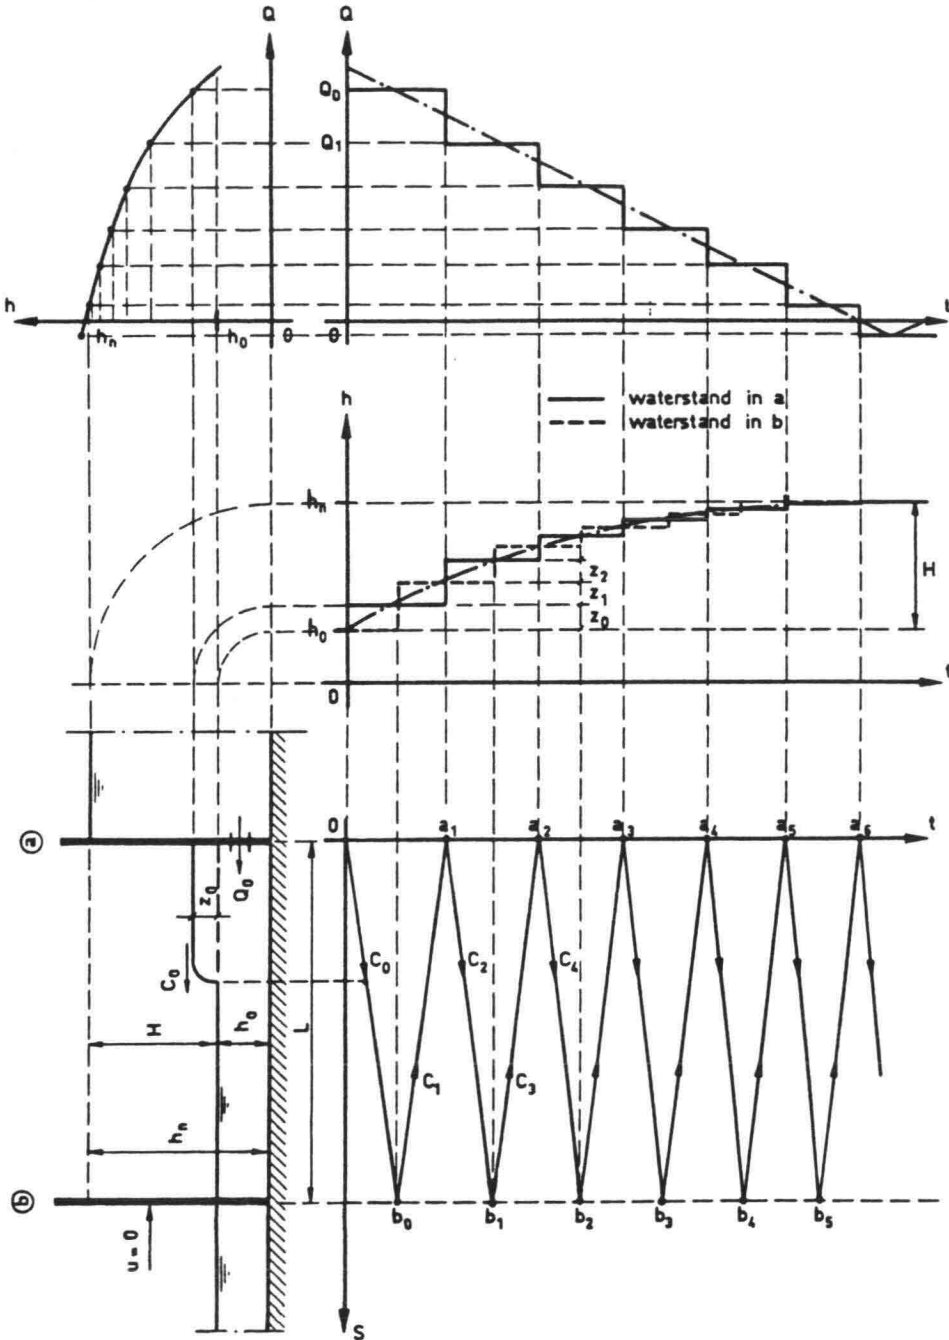 Q
Q
Q₀
Q₁
h
hₙ
h₀
0
0
t
h
waterstand in a
waterstand in b
hₙ
h₀
z₂
z₁
z₀
H
0
t
a
z₀
Q₀
C₀
H
h₀
L
hₙ
b
u = 0
0
a₁
a₂
a₃
a₄
a₅
a₆
t
C₀
C₂
C₄
C₁
C₃
b₀
b₁
b₂
b₃
b₄
b₅
S